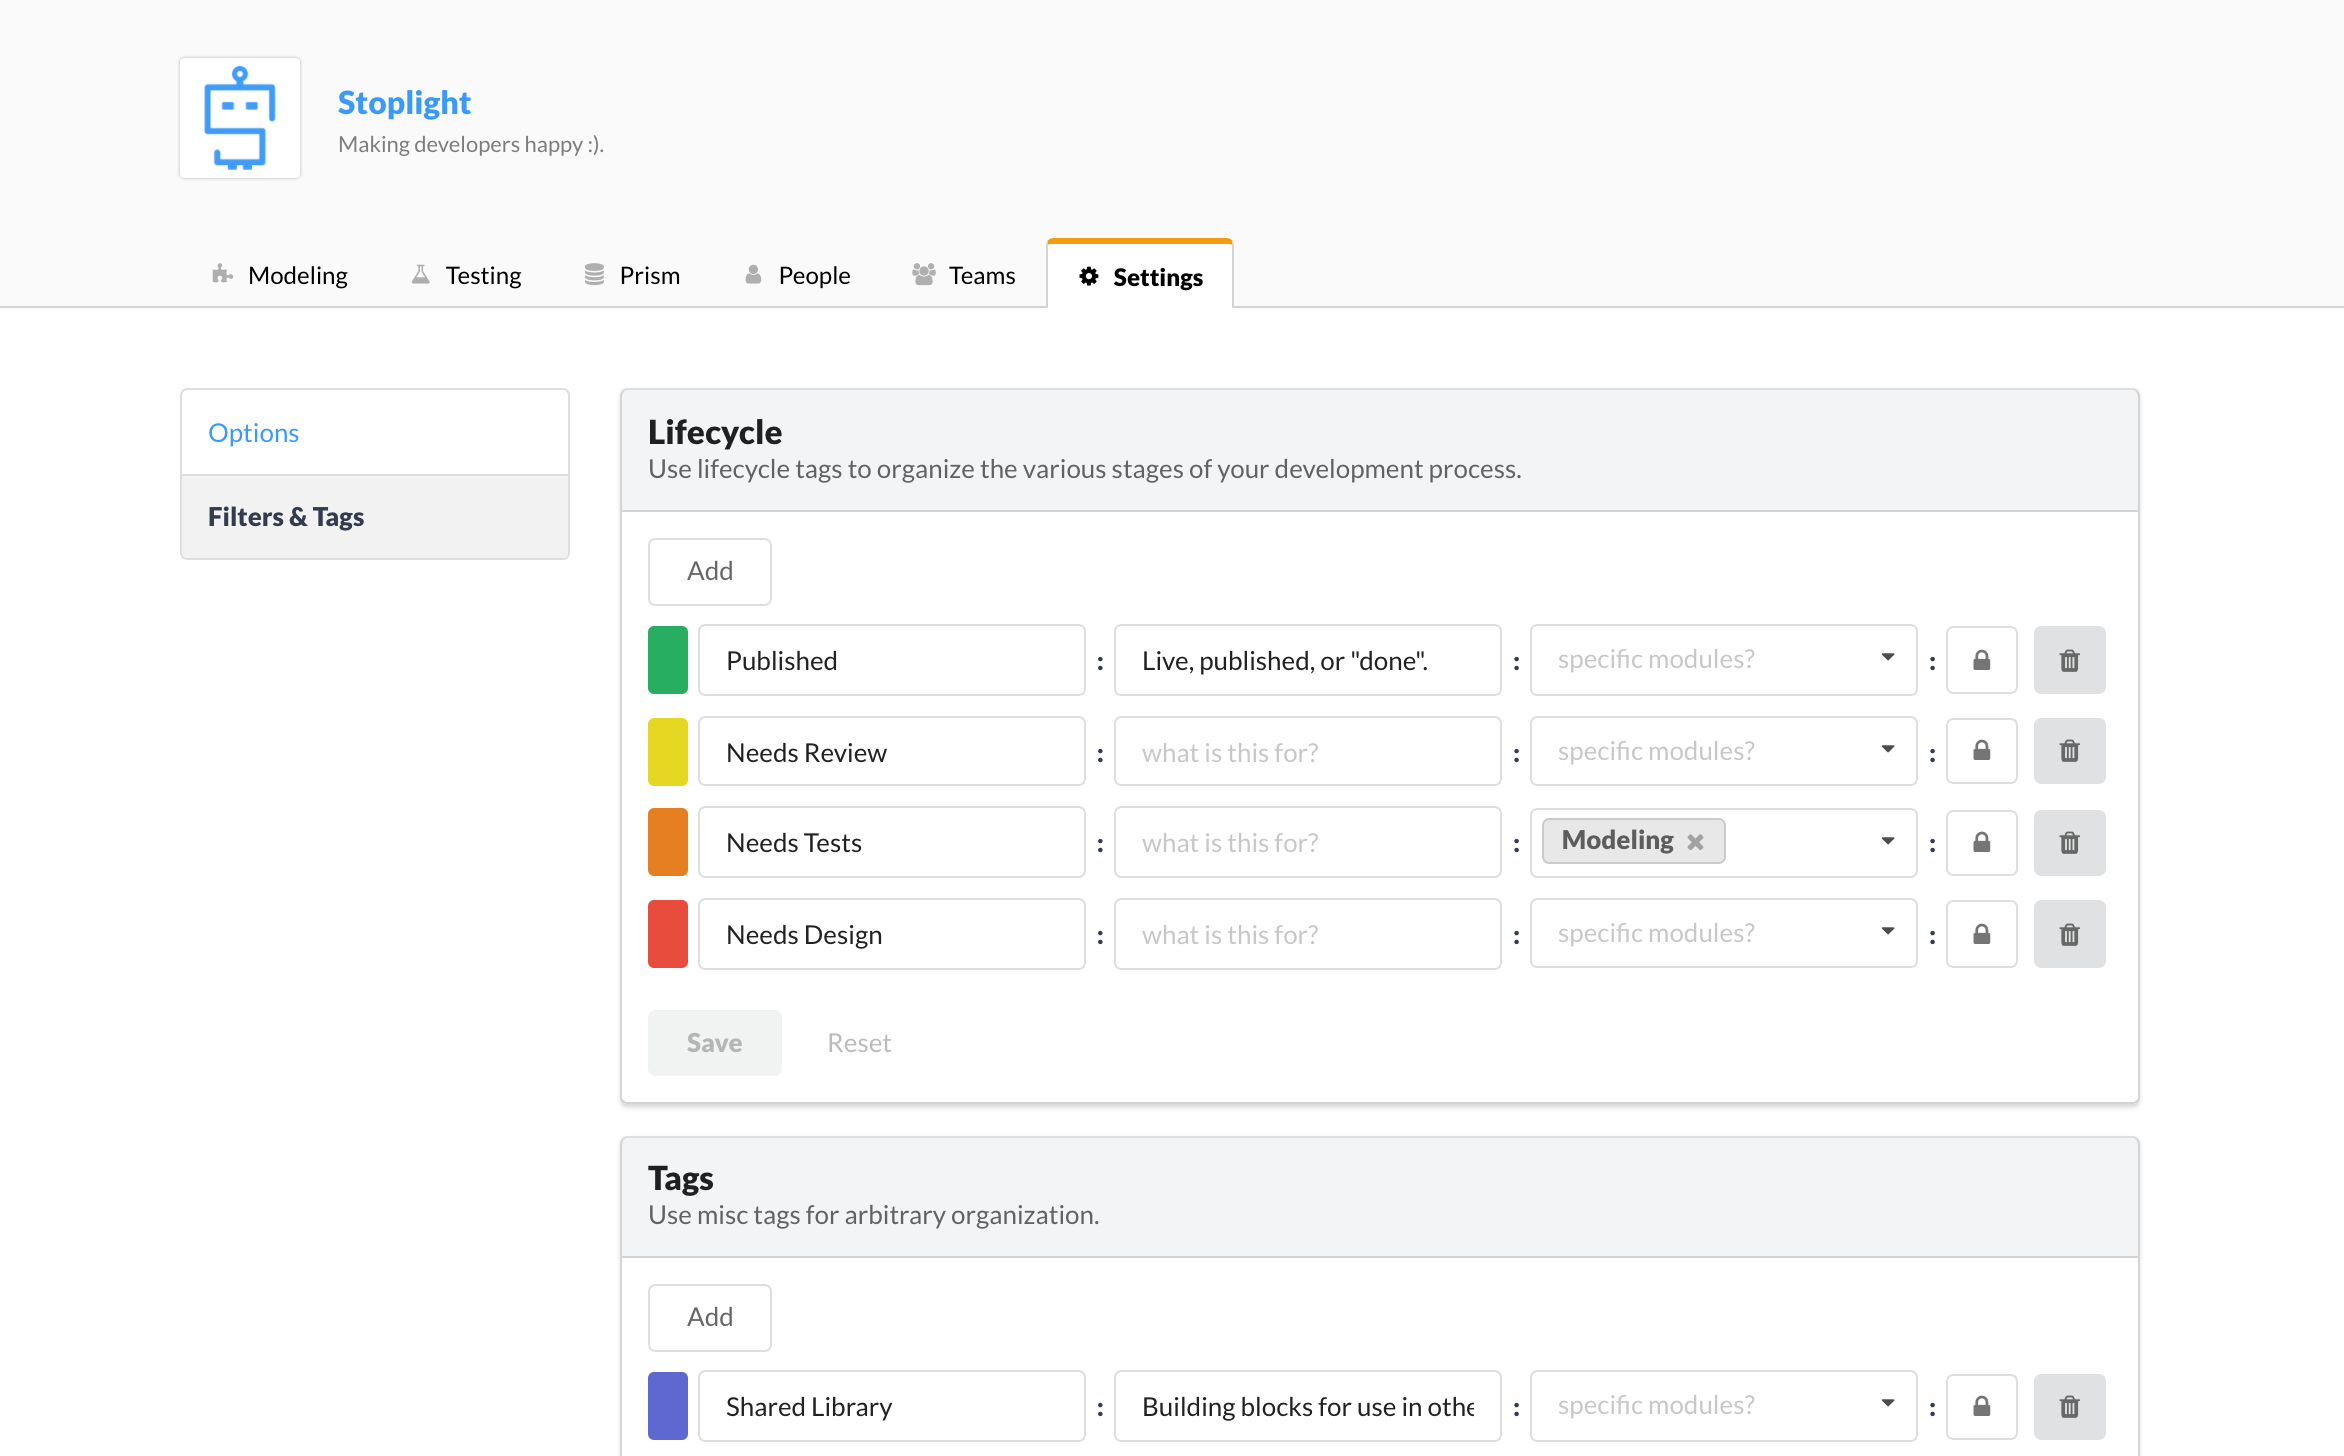 Stoplight
Making developers happy :).
Modeling Testing Prism People Teams Settings
Options
Filters & Tags
Lifecycle
Use lifecycle tags to organize the various stages of your development process.
Add
Published : Live, published, or "done". : specific modules? :
Needs Review : what is this for? : specific modules? :
Needs Tests : what is this for? : Modeling :
Needs Design : what is this for? : specific modules? :
Save Reset
Tags
Use misc tags for arbitrary organization.
Add
Shared Library : Building blocks for use in othe : specific modules? :